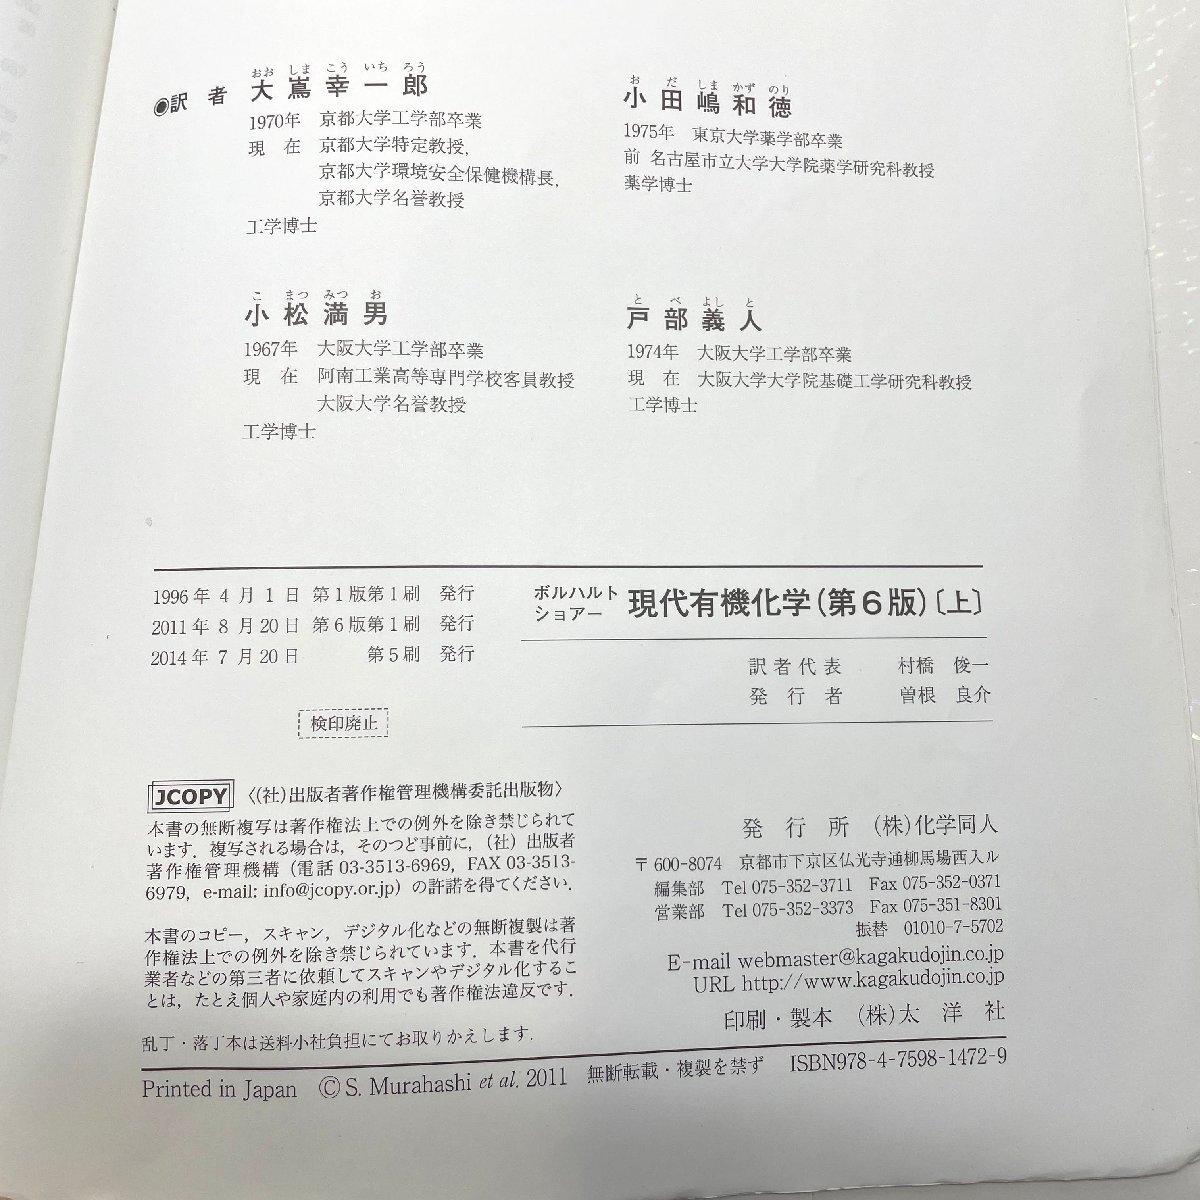 ◉訳 者
おお しま こう いち ろう
大 嶌 幸 一 郎
1970年 京都大学工学部卒業
現 在 京都大学特定教授,
京都大学環境安全保健機構長,
京都大学名誉教授
工学博士
お だ しま かず のり
小 田 嶋 和 徳
1975年 東京大学薬学部卒業
前 名古屋市立大学大学院薬学研究科教授
薬学博士
こ まつ みつ お
小 松 満 男
1967年 大阪大学工学部卒業
現 在 阿南工業高等専門学校客員教授
大阪大学名誉教授
工学博士
と べ よし と
戸 部 義 人
1974年 大阪大学工学部卒業
現 在 大阪大学大学院基礎工学研究科教授
工学博士
1996年 4月 1日 第1版第1刷 発行
2011年 8月20日 第6版第1刷 発行
2014年 7月20日 第5刷 発行
検印廃止
ボルハルト
ショアー 現代有機化学(第6版)〔上〕
訳者代表 村橋 俊一
発行者 曽根 良介
JCOPY 〈(社)出版者著作権管理機構委託出版物〉
本書の無断複写は著作権法上での例外を除き禁じられて
います．複写される場合は，そのつど事前に，(社)出版者
著作権管理機構（電話 03-3513-6969, FAX 03-3513-
6979, e-mail: info@jcopy.or.jp）の許諾を得てください．
本書のコピー，スキャン，デジタル化などの無断複製は著
作権法上での例外を除き禁じられています．本書を代行
業者などの第三者に依頼してスキャンやデジタル化するこ
とは，たとえ個人や家庭内の利用でも著作権法違反です．
乱丁・落丁本は送料小社負担にてお取りかえします．
発 行 所 (株)化学同人
〒600-8074 京都市下京区仏光寺通柳馬場西入ル
編集部 Tel 075-352-3711 Fax 075-352-0371
営業部 Tel 075-352-3373 Fax 075-351-8301
振替 01010-7-5702
E-mail webmaster@kagakudojin.co.jp
URL http://www.kagakudojin.co.jp
印刷・製本 (株)太 洋 社
Printed in Japan ©S. Murahashi et al. 2011 無断転載・複製を禁ず ISBN978-4-7598-1472-9